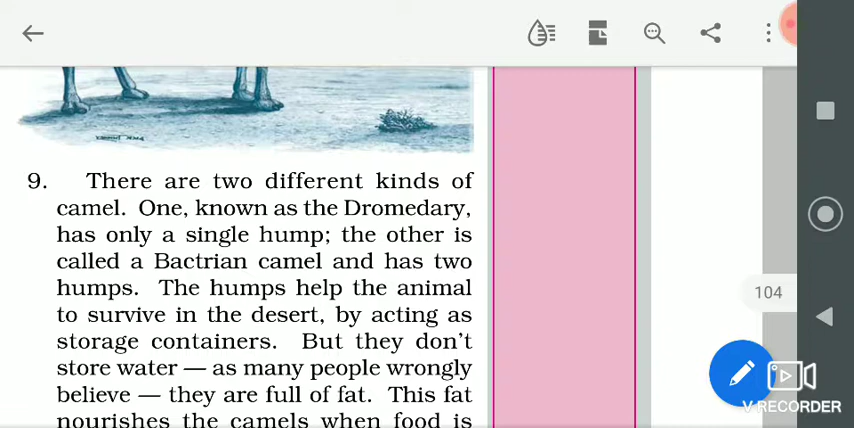 9. There are two different kinds of
camel. One, known as the Dromedary,
has only a single hump; the other is
called a Bactrian camel and has two
humps. The humps help the animal
to survive in the desert, by acting as
storage containers. But they don't
store water — as many people wrongly
believe — they are full of fat. This fat
nourishes the camels when food is
104
V RECORDER